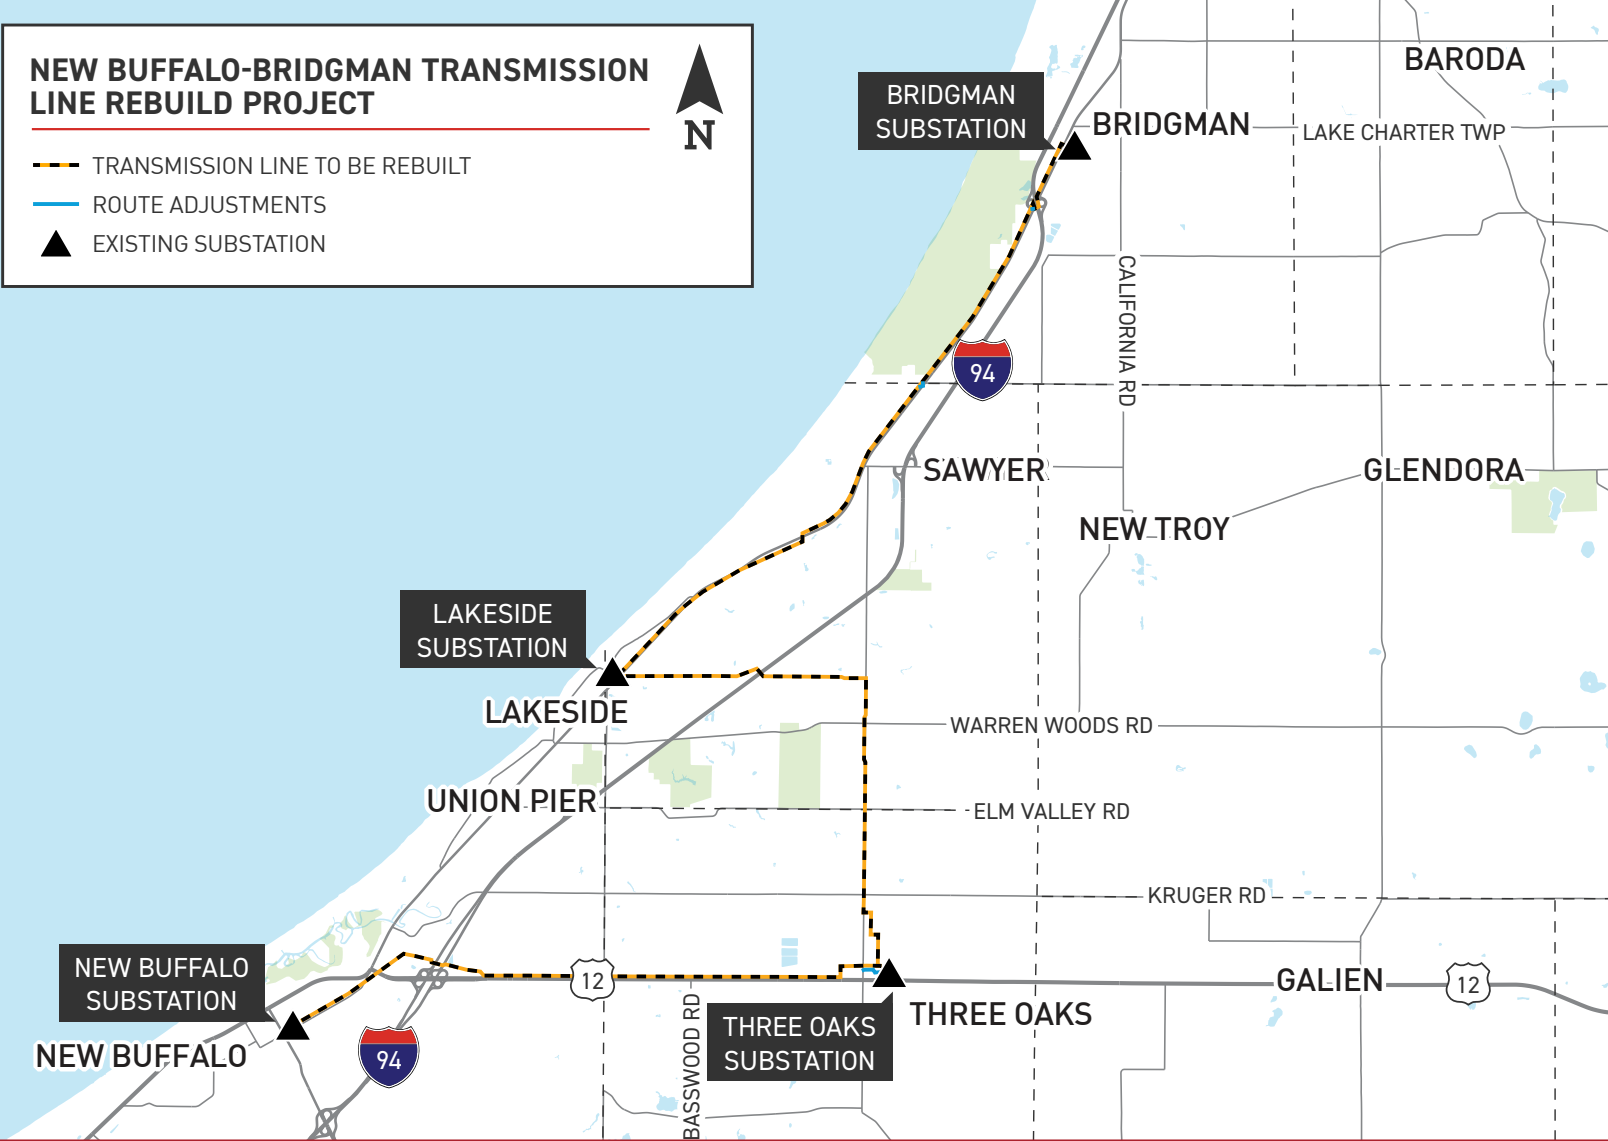 NEW BUFFALO-BRIDGMAN TRANSMISSION
LINE REBUILD PROJECT
N
TRANSMISSION LINE TO BE REBUILT
ROUTE ADJUSTMENTS
EXISTING SUBSTATION
BARODA
BRIDGMAN
SUBSTATION
BRIDGMAN
LAKE CHARTER TWP
CALIFORNIA RD
94
SAWYER
GLENDORA
NEW TROY
LAKESIDE
SUBSTATION
LAKESIDE
WARREN WOODS RD
UNION PIER
ELM VALLEY RD
KRUGER RD
NEW BUFFALO
SUBSTATION
12
GALIEN
12
THREE OAKS
THREE OAKS
SUBSTATION
BASSWOOD RD
NEW BUFFALO
94